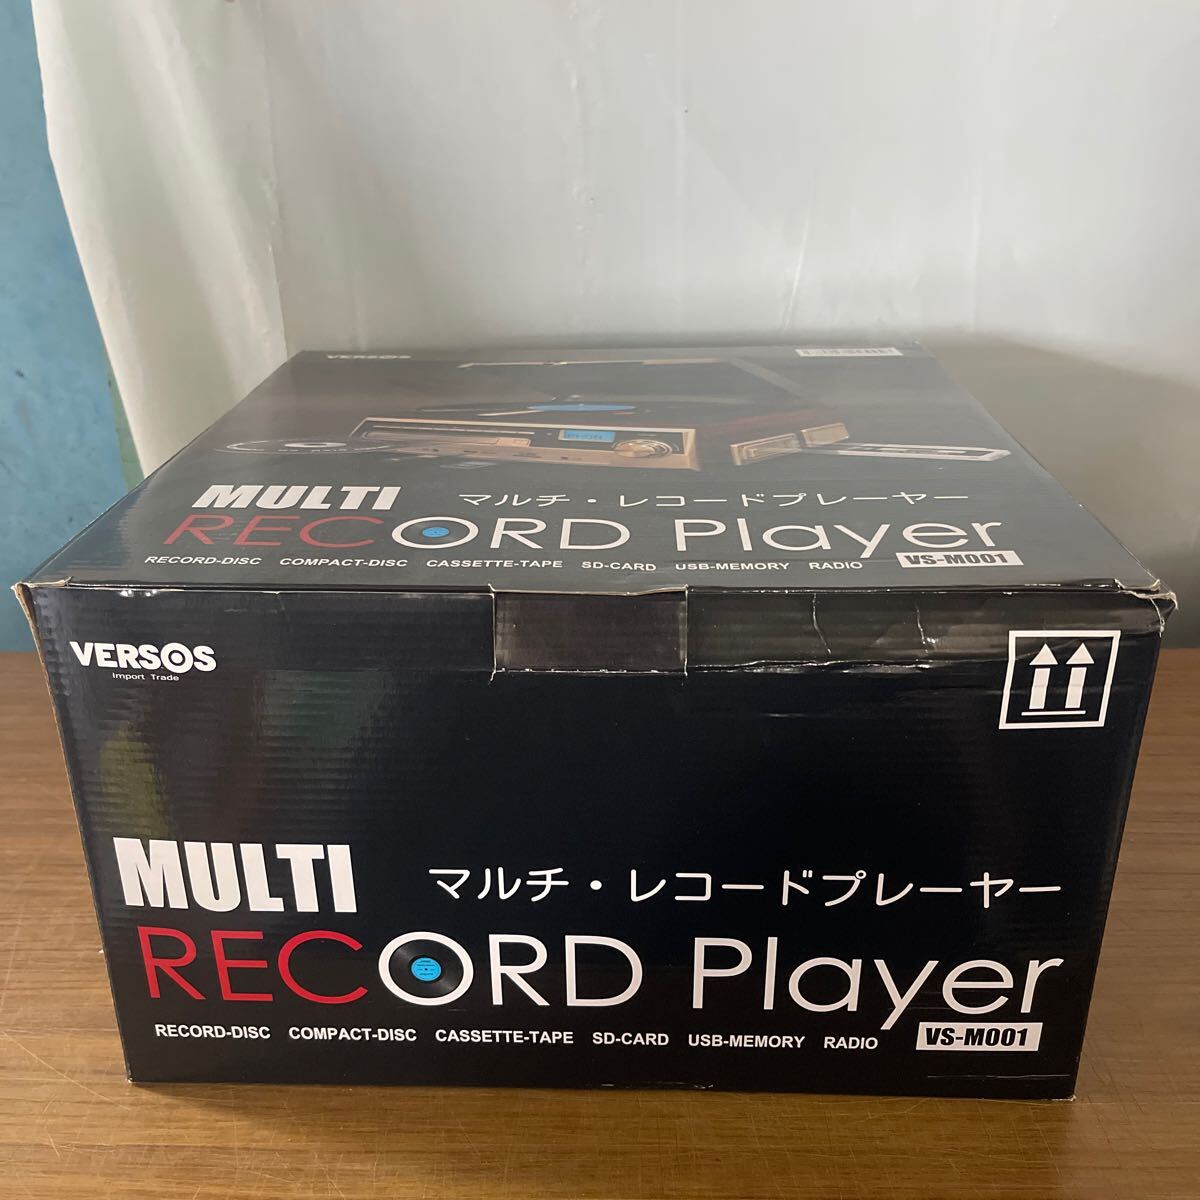 VERSOS
MULTI マルチ・レコードプレーヤー
RECORD Player
RECORD-DISC COMPACT-DISC CASSETTE-TAPE SD-CARD USB-MEMORY RADIO VS-M001
VERSOS
Import Trade
MULTI マルチ・レコードプレーヤー
RECORD Player
RECORD-DISC COMPACT-DISC CASSETTE-TAPE SD-CARD USB-MEMORY RADIO VS-M001